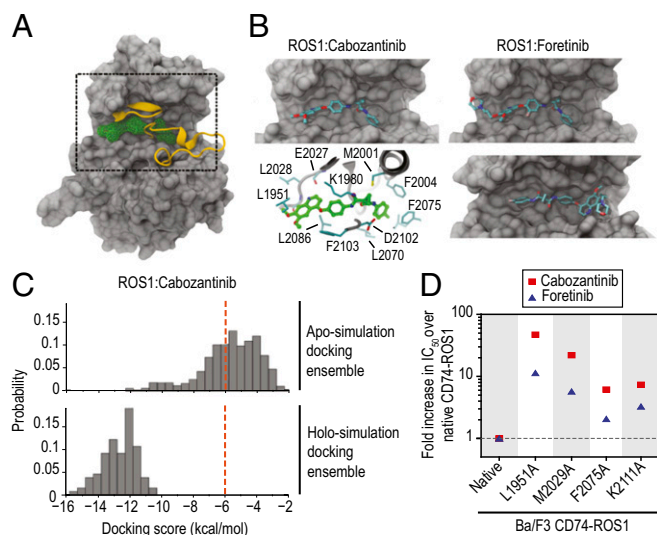 A
B
ROS1:Cabozantinib
ROS1:Foretinib
E2027
M2001
L2028
K1980
F2004
L1951
F2075
L2086
D2102
F2103
L2070
C
ROS1:Cabozantinib
Probability
0.15
0.1
0.05
0
Apo-simulation
docking
ensemble
0.15
0.1
0.05
0
Holo-simulation
docking
ensemble
−16 −14 −12 −10 −8 −6 −4 −2
Docking score (kcal/mol)
D
Cabozantinib
Foretinib
Fold increase in IC50 over
native CD74-ROS1
100
10
1
Native
L1951A
M2029A
F2075A
K2111A
Ba/F3 CD74-ROS1